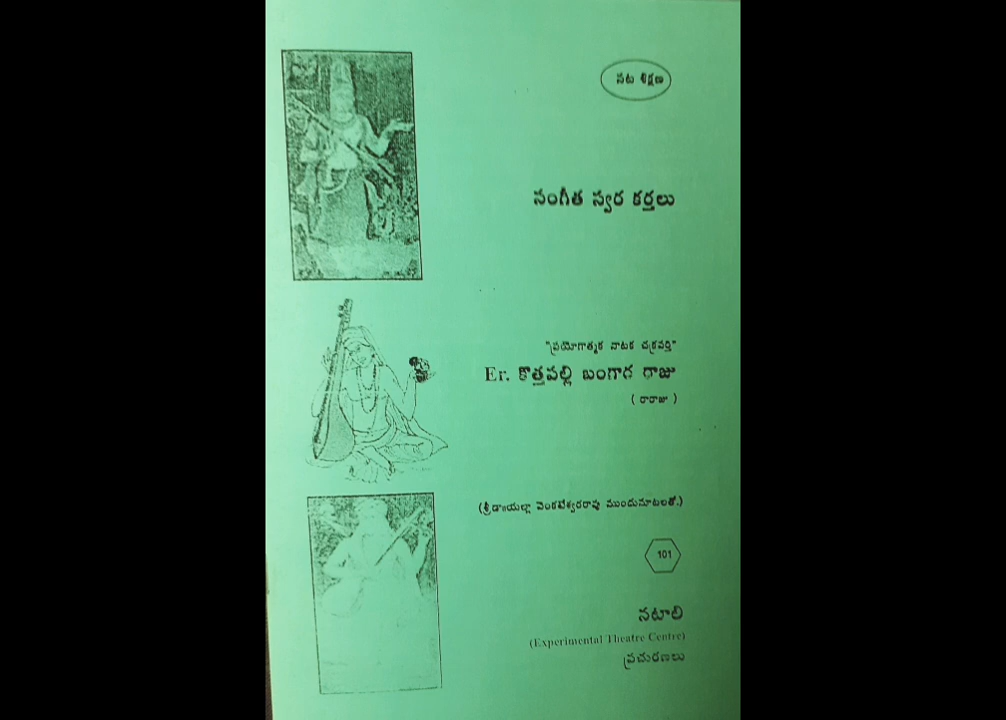 నట శిక్షణ
సంగీత స్వర కర్తలు
"ప్రయోగాత్మక నాటక చక్రవర్తి"
Er. కొత్తపల్లి బంగార రాజు
( రారాజు )
(శ్రీ డా॥యల్లా వెంకటేశ్వరరావు ముందుమాటలతో.)
101
నటాలి
(Experimental Theatre Centre)
ప్రచురణలు